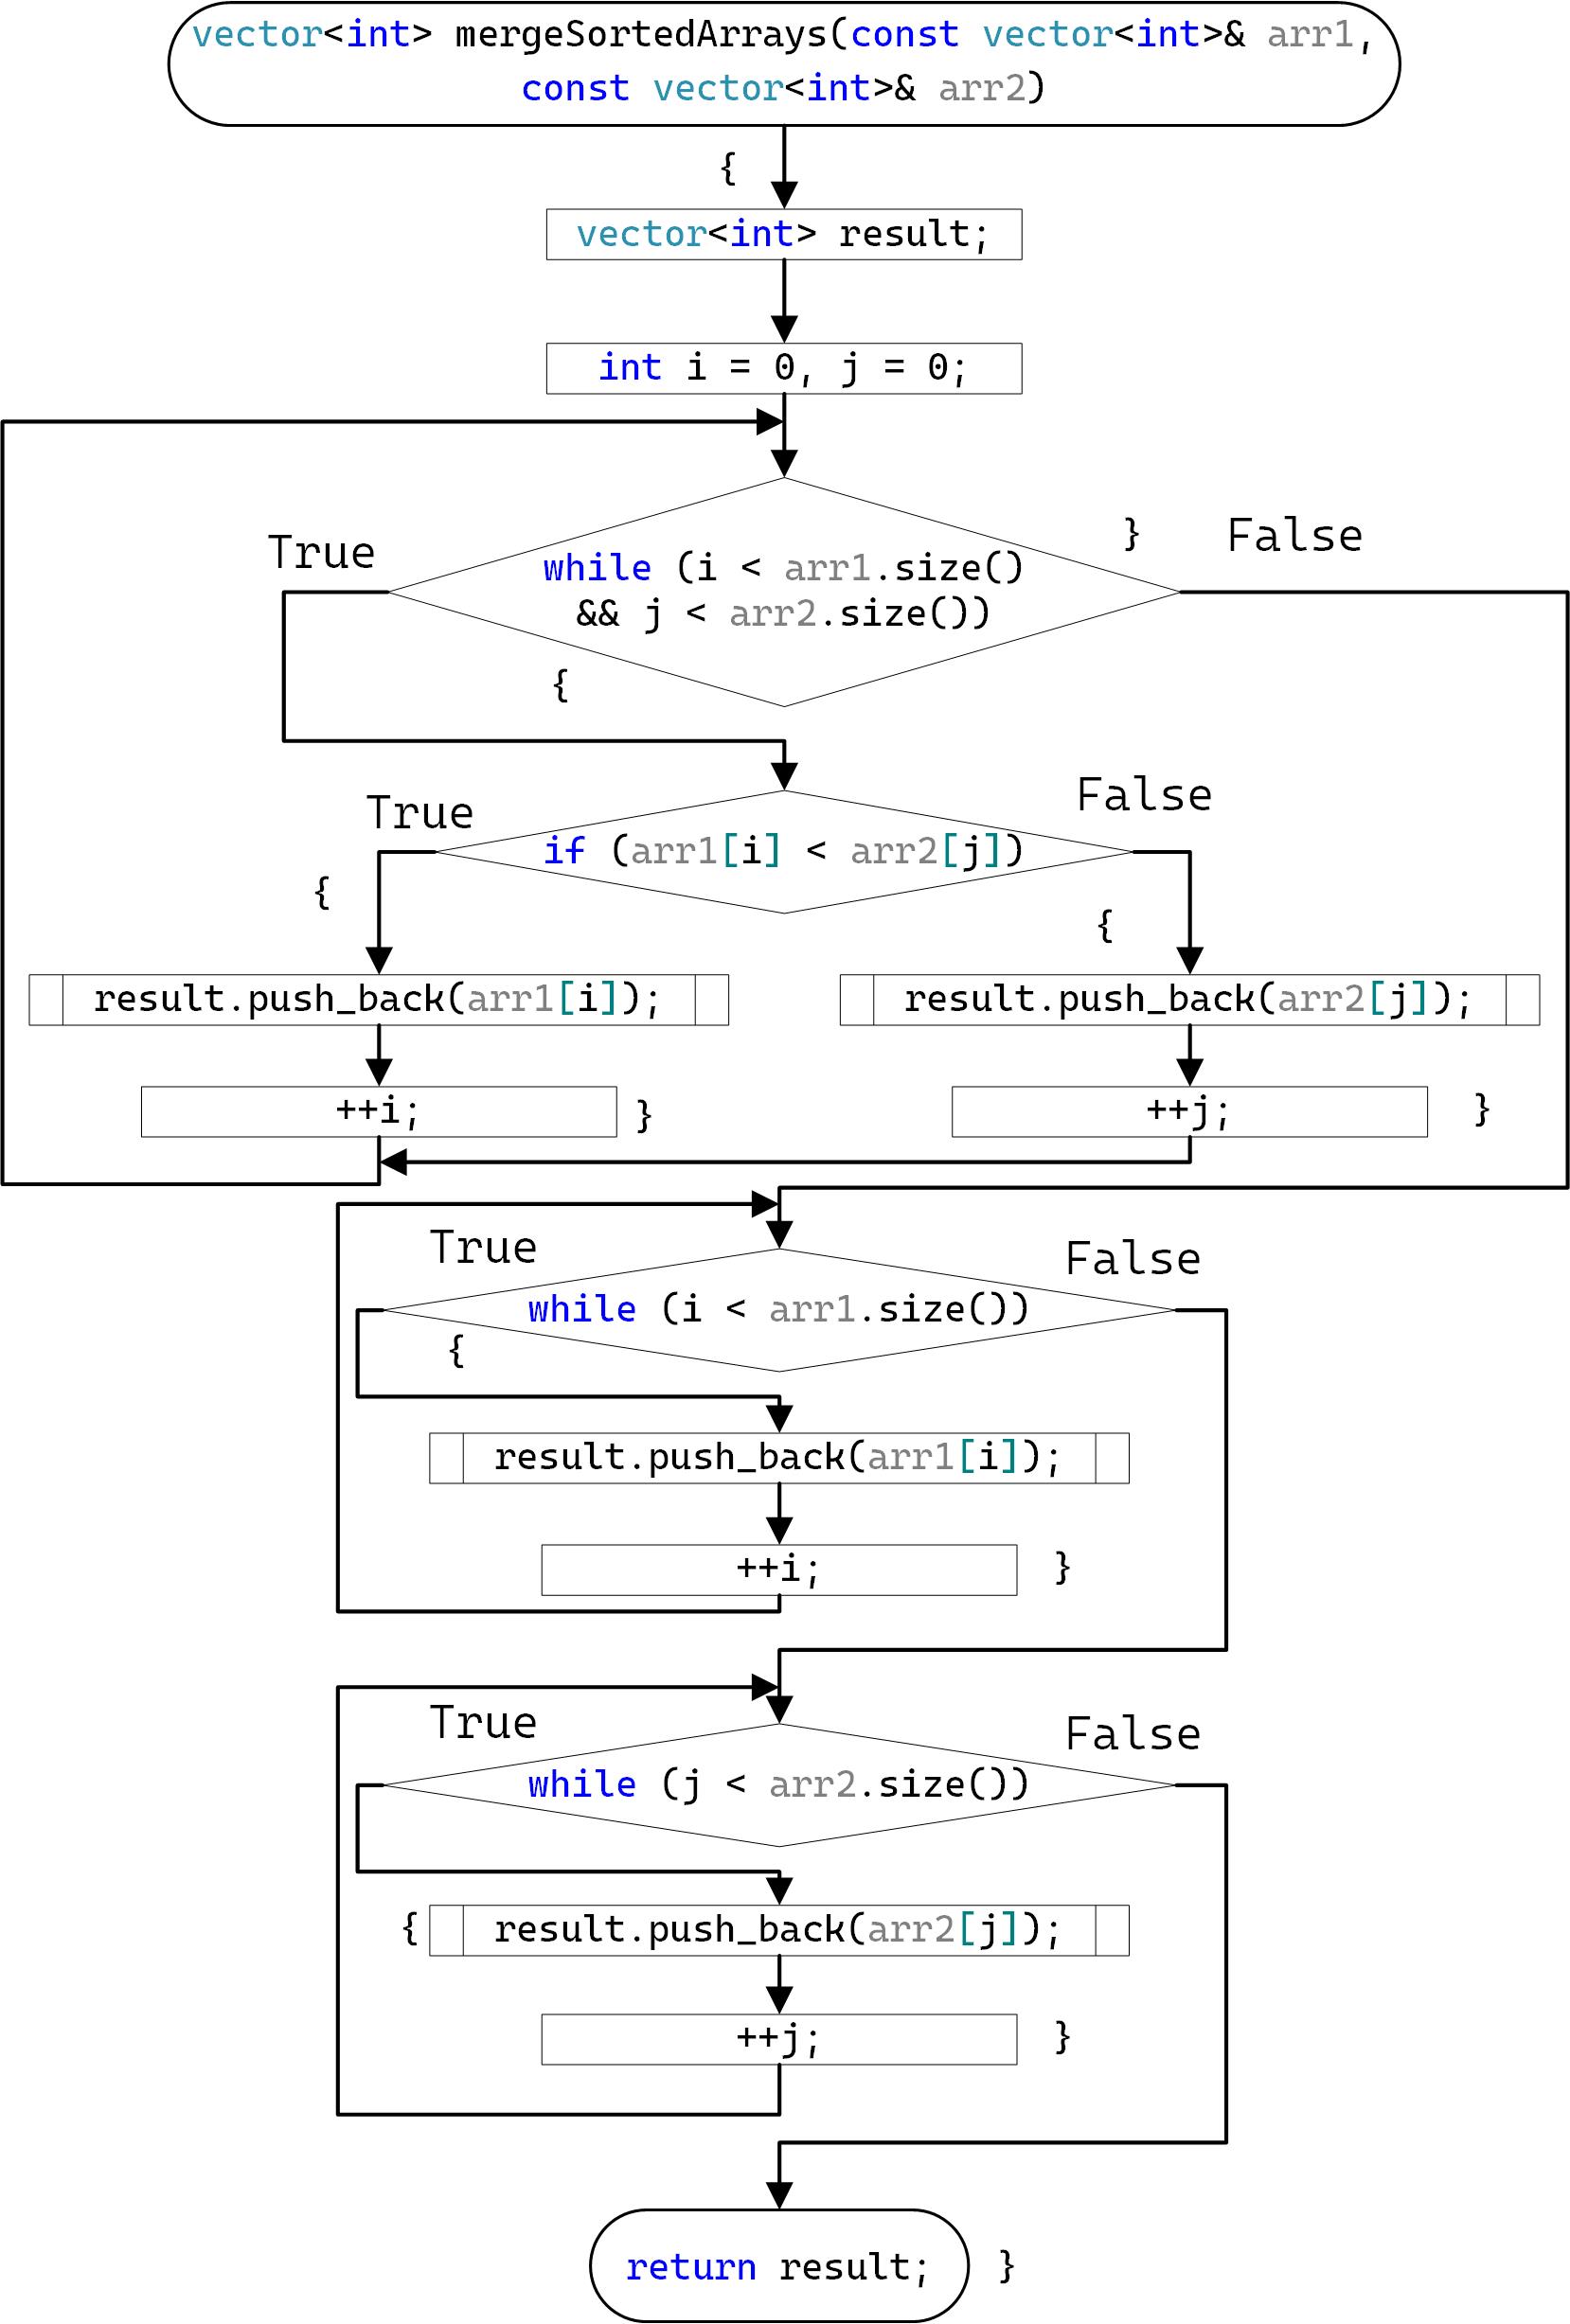 vector<int> mergeSortedArrays(const vector<int>& arr1,
const vector<int>& arr2)
{
vector<int> result;
int i = 0, j = 0;
} False
True
while (i < arr1.size()
&& j < arr2.size())
{
True False
if (arr1[i] < arr2[j])
{ {
result.push_back(arr1[i]); result.push_back(arr2[j]);
++i; } ++j; }
True False
while (i < arr1.size())
{
result.push_back(arr1[i]);
++i; }
True False
while (j < arr2.size())
{ result.push_back(arr2[j]);
++j; }
return result; }